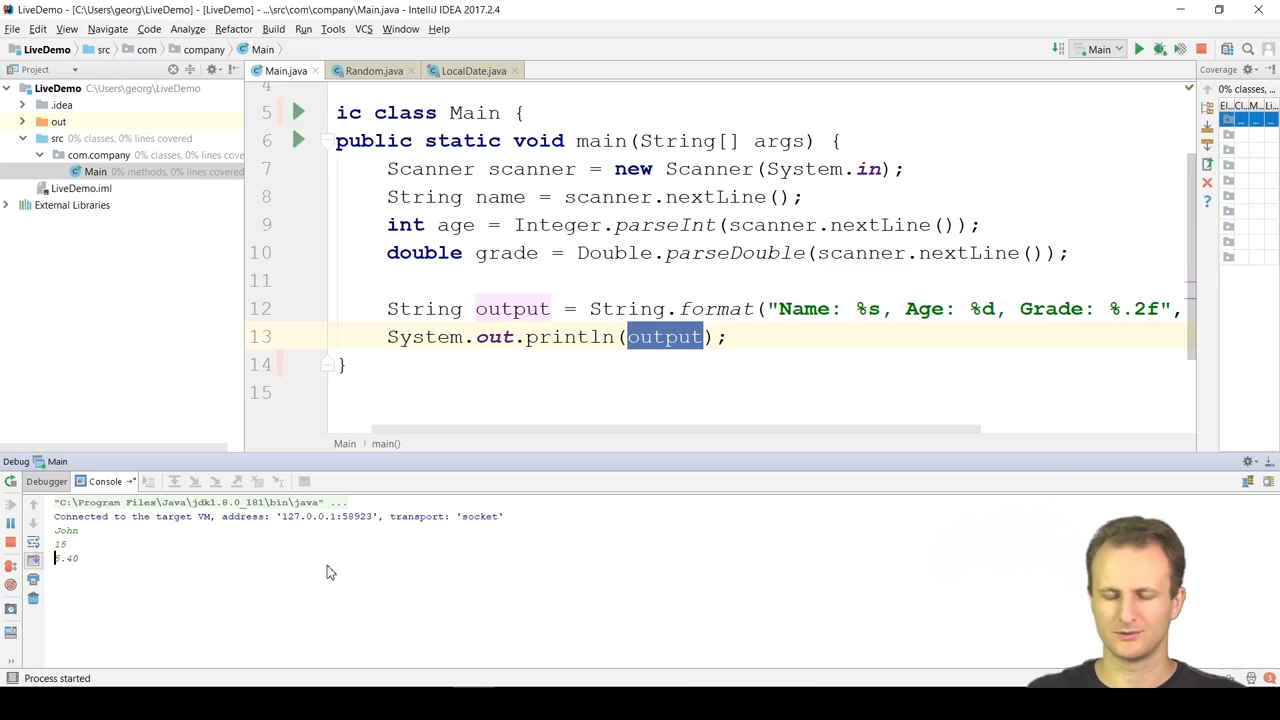 LiveDemo - [C:\Users\georg\LiveDemo] - [LiveDemo] - ...\src\com\company\Main.java - IntelliJ IDEA 2017.2.4
File Edit View Navigate Code Analyze Refactor Build Run Tools VCS Window Help
LiveDemo src com company Main
Main
Project
Main.java Random.java LocalDate.java
Coverage
LiveDemo C:\Users\georg\LiveDemo
.idea
out
src 0% classes, 0% lines covered
com.company 0% classes, 0% lines covered
Main 0% methods, 0% lines covered
LiveDemo.iml
External Libraries
4
5 ic class Main {
6 public static void main(String[] args) {
7 Scanner scanner = new Scanner(System.in);
8 String name = scanner.nextLine();
9 int age = Integer.parseInt(scanner.nextLine());
10 double grade = Double.parseDouble(scanner.nextLine());
11
12 String output = String.format("Name: %s, Age: %d, Grade: %.2f",
13 System.out.println(output);
14 }
15
Main › main()
0% classes, ...
El... Cl... M... Li...
Debug Main
Debugger Console
"C:\Program Files\Java\jdk1.8.0_181\bin\java" ...
Connected to the target VM, address: '127.0.0.1:58923', transport: 'socket'
John
15
5.40
Process started